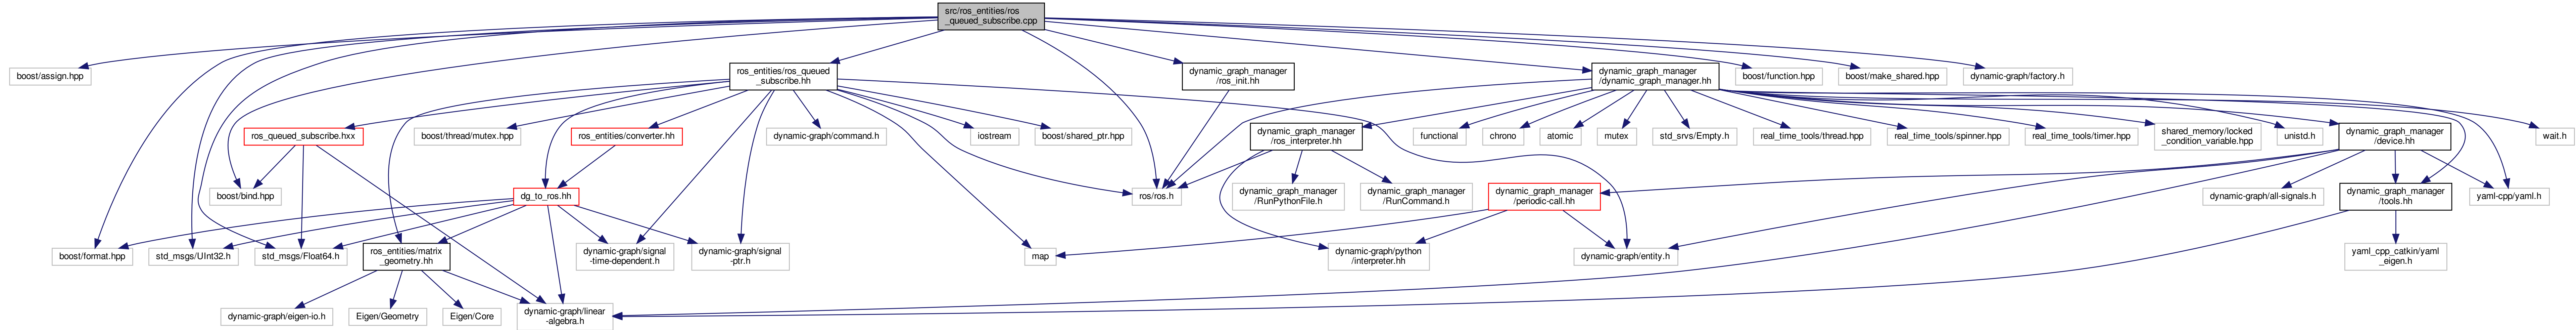 src/ros_entities/ros
_queued_subscribe.cpp
boost/assign.hpp
ros_entities/ros_queued
_subscribe.hh
dynamic_graph_manager
/ros_init.hh
dynamic_graph_manager
/dynamic_graph_manager.hh
boost/function.hpp
boost/make_shared.hpp
dynamic-graph/factory.h
ros_queued_subscribe.hxx
boost/thread/mutex.hpp
ros_entities/converter.hh
dynamic-graph/command.h
iostream
boost/shared_ptr.hpp
dynamic_graph_manager
/ros_interpreter.hh
functional
chrono
atomic
mutex
std_srvs/Empty.h
real_time_tools/thread.hpp
real_time_tools/spinner.hpp
real_time_tools/timer.hpp
shared_memory/locked
_condition_variable.hpp
unistd.h
dynamic_graph_manager
/device.hh
wait.h
boost/bind.hpp
dg_to_ros.hh
ros/ros.h
dynamic_graph_manager
/RunPythonFile.h
dynamic_graph_manager
/RunCommand.h
dynamic_graph_manager
/periodic-call.hh
dynamic-graph/all-signals.h
dynamic_graph_manager
/tools.hh
yaml-cpp/yaml.h
boost/format.hpp
std_msgs/UInt32.h
std_msgs/Float64.h
ros_entities/matrix
_geometry.hh
dynamic-graph/signal
-time-dependent.h
dynamic-graph/signal
-ptr.h
map
dynamic-graph/python
/interpreter.hh
dynamic-graph/entity.h
yaml_cpp_catkin/yaml
_eigen.h
dynamic-graph/eigen-io.h
Eigen/Geometry
Eigen/Core
dynamic-graph/linear
-algebra.h